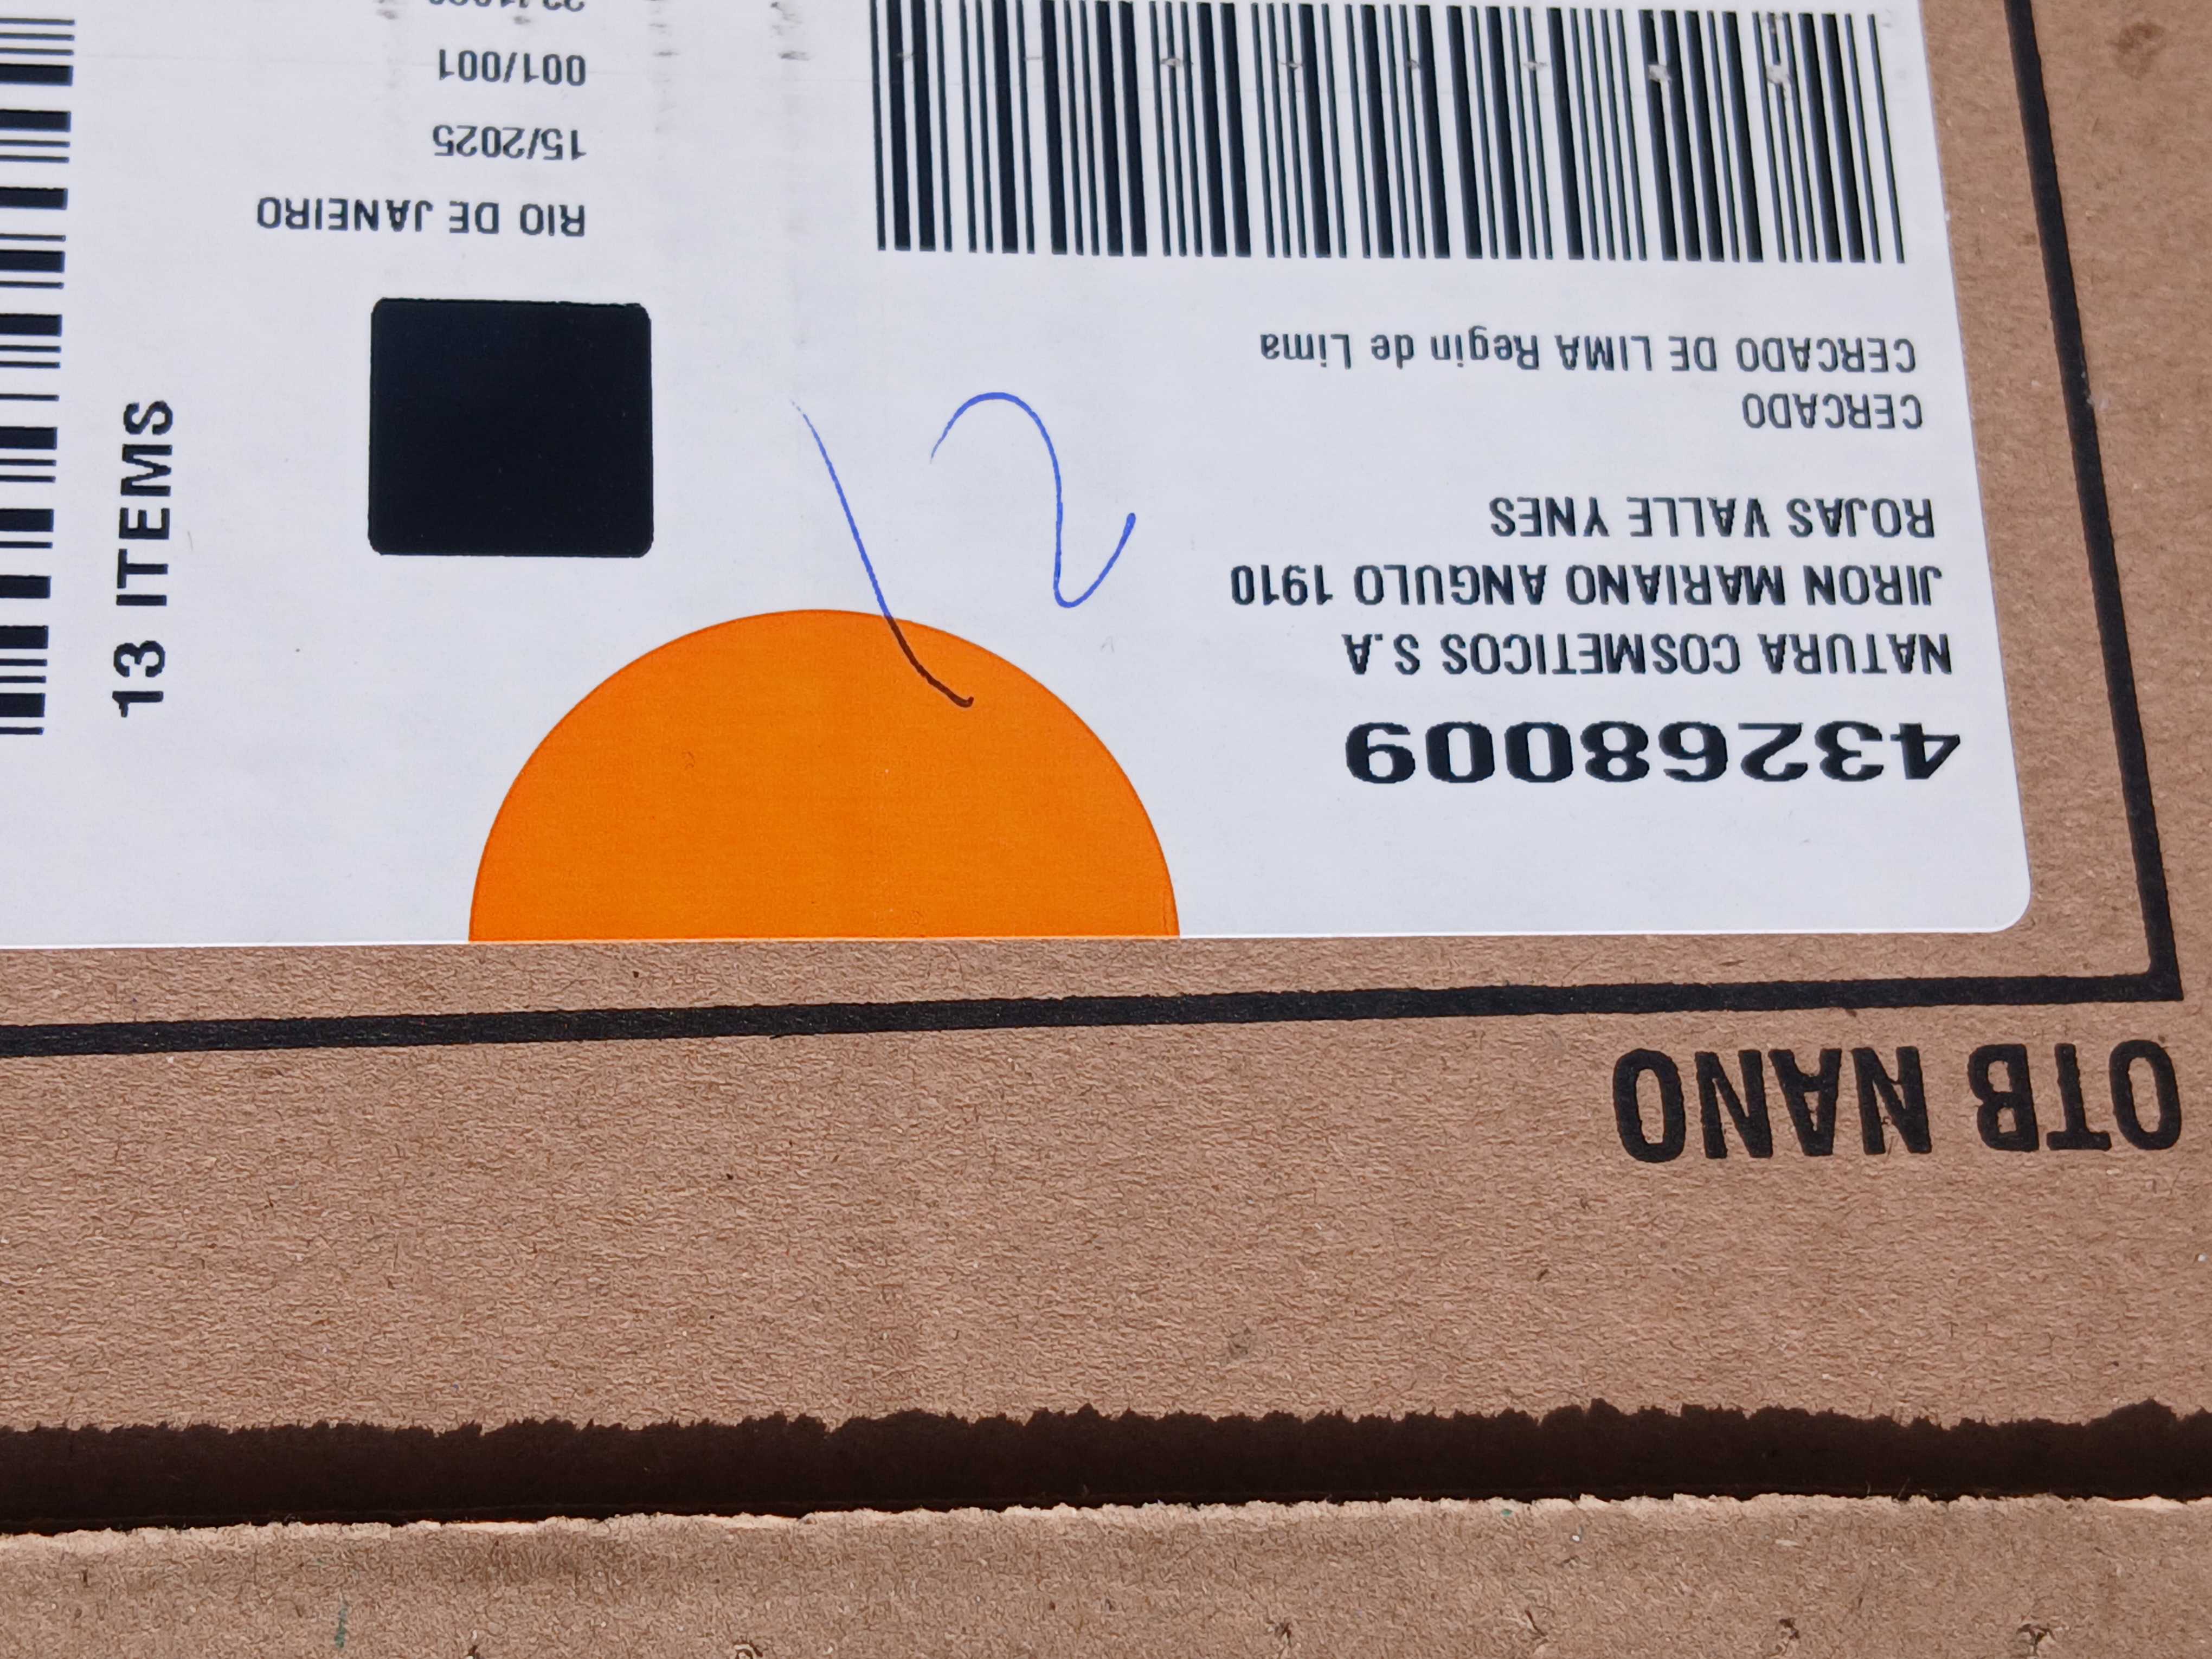 OTB NANO
43268009
NATURA COSMETICOS S.A
JIRON MARIANO ANGULO 1910
ROJAS VALLE YNES
CERCADO
CERCADO DE LIMA Regin de Lima
RIO DE JANEIRO
15/2025
001/001
13 ITEMS
12